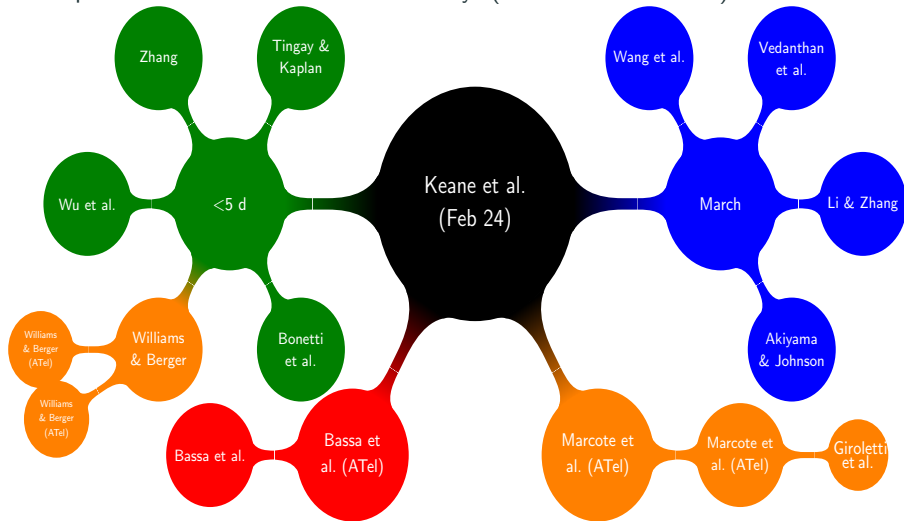 Zhang
Tingay &
Kaplan
Wang et al.
Vedanthan
et al.
Keane et al.
(Feb 24)
Wu et al.
<5 d
March
Li & Zhang
Williams
& Berger
(ATel)
Williams
& Berger
Bonetti
et al.
Akiyama
& Johnson
Williams
& Berger
(ATel)
Bassa et al.
Bassa et
al. (ATel)
Marcote et
al. (ATel)
Marcote et
al. (ATel)
Giroletti
et al.